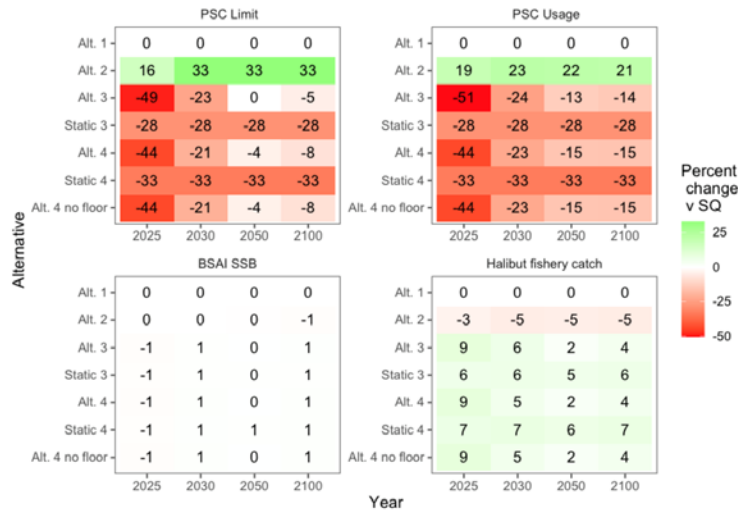 PSC Limit
Alt. 1 0 0 0 0
Alt. 2 16 33 33 33
Alt. 3 -49 -23 0 -5
Static 3 -28 -28 -28 -28
Alt. 4 -44 -21 -4 -8
Static 4 -33 -33 -33 -33
Alt. 4 no floor -44 -21 -4 -8
2025 2030 2050 2100
PSC Usage
Alt. 1 0 0 0 0
Alt. 2 19 23 22 21
Alt. 3 -51 -24 -13 -14
Static 3 -28 -28 -28 -28
Alt. 4 -44 -23 -15 -15
Static 4 -33 -33 -33 -33
Alt. 4 no floor -44 -23 -15 -15
2025 2030 2050 2100
Alternative
BSAI SSB
Alt. 1 0 0 0 0
Alt. 2 0 0 0 -1
Alt. 3 -1 1 0 1
Static 3 -1 1 0 1
Alt. 4 -1 1 0 1
Static 4 -1 1 1 1
Alt. 4 no floor -1 1 0 1
2025 2030 2050 2100
Halibut fishery catch
Alt. 1 0 0 0 0
Alt. 2 -3 -5 -5 -5
Alt. 3 9 6 2 4
Static 3 6 6 5 6
Alt. 4 9 5 2 4
Static 4 7 7 6 7
Alt. 4 no floor 9 5 2 4
2025 2030 2050 2100
Year
Percent
change
v SQ
25
0
-25
-50